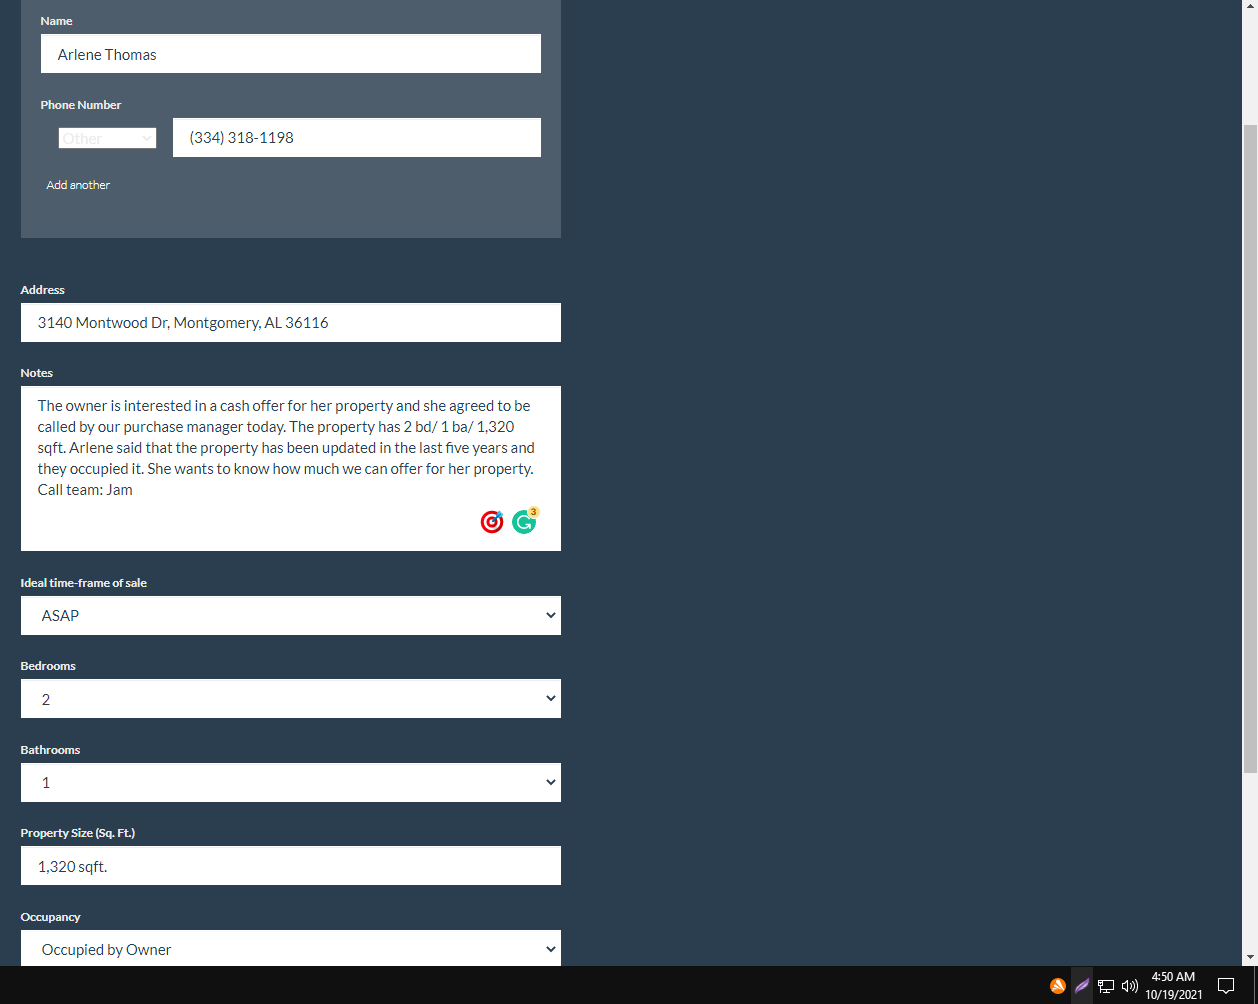 Name
Arlene Thomas
Phone Number
Other
(334) 318-1198
Add another
Address
3140 Montwood Dr, Montgomery, AL 36116
Notes
The owner is interested in a cash offer for her property and she agreed to be
called by our purchase manager today. The property has 2 bd/ 1 ba/ 1,320
sqft. Arlene said that the property has been updated in the last five years and
they occupied it. She wants to know how much we can offer for her property.
Call team: Jam
3
Ideal time-frame of sale
ASAP
Bedrooms
2
Bathrooms
1
Property Size (Sq. Ft.)
1,320 sqft.
Occupancy
Occupied by Owner
4:50 AM
10/19/2021